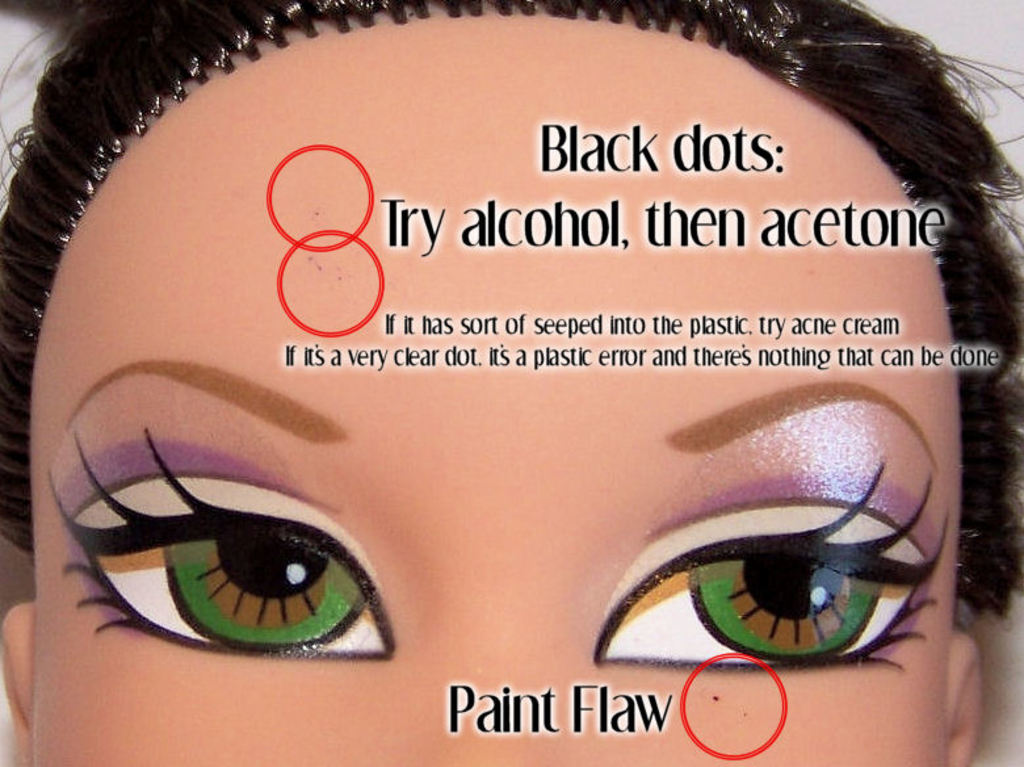 Black dots:
Try alcohol, then acetone
If it has sort of seeped into the plastic, try acne cream
If it's a very clear dot, it's a plastic error and there's nothing that can be done
Paint Flaw